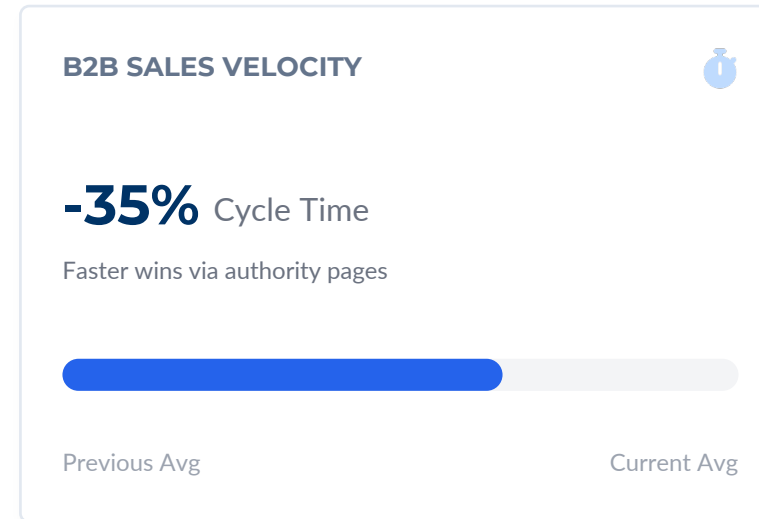 B2B SALES VELOCITY
-35% Cycle Time
Faster wins via authority pages
Previous Avg
Current Avg